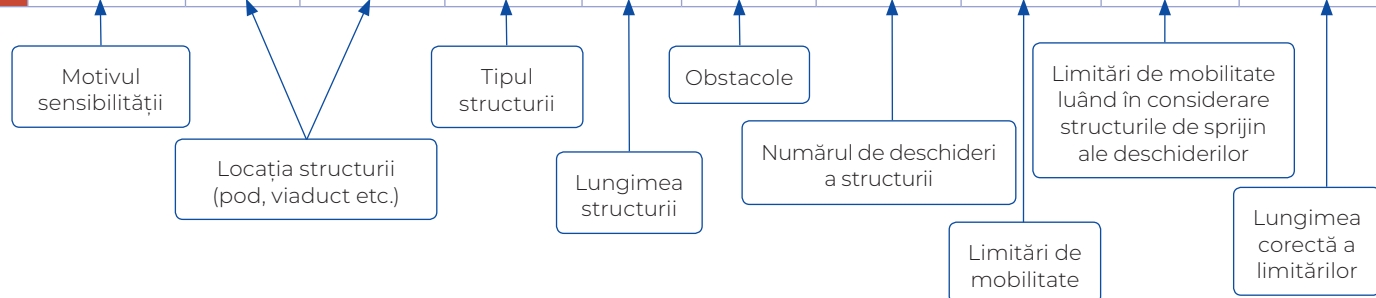 Motivul
sensibilității
Locația structurii
(pod, viaduct etc.)
Tipul
structurii
Lungimea
structurii
Obstacole
Numărul de deschideri
a structurii
Limitări de
mobilitate
Limitări de mobilitate
luând în considerare
structurile de sprijin
ale deschiderilor
Lungimea
corectă a
limitărilor